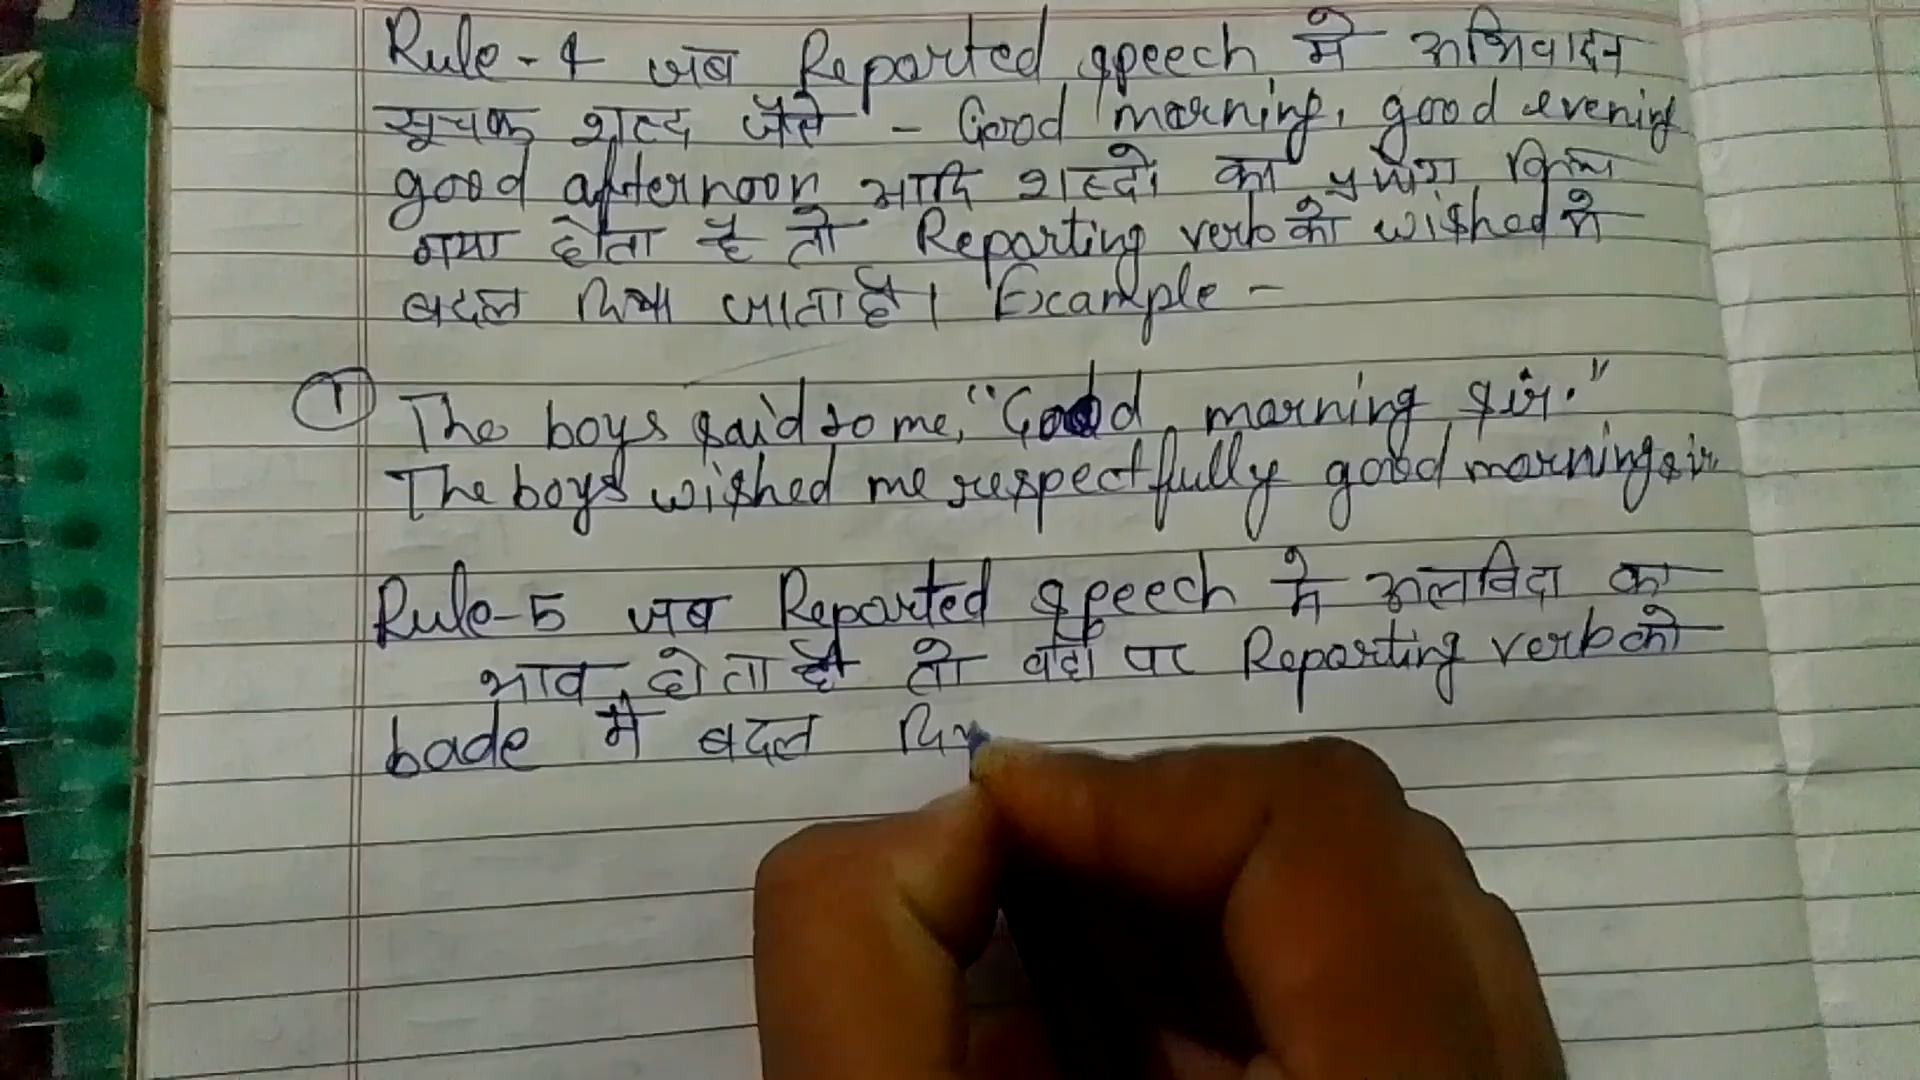 Rule-4 जब Reported speech मे अभिवादन
सूचक शब्द जैसे - Good morning, good evening
good afternoon आदि शब्दो का प्रयोग किया
गया होता है तो Reporting verb को wished मे
बदल दिया जाता है। Example -
① The boys said to me, "Good morning sir."
The boys wished me respectfully good morning sir
Rule-5 जब Reported speech मे अलविदा का
भाव होता है तो वहाँ पर Reporting verb को
bade मे बदल